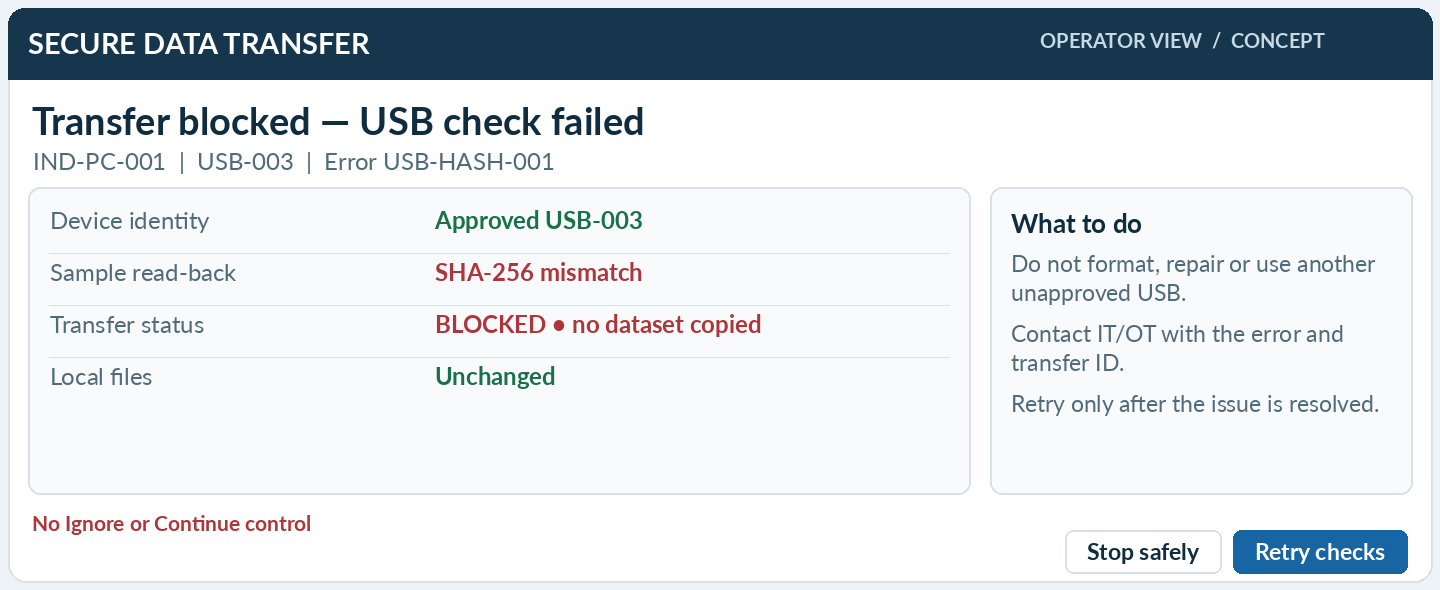 SECURE DATA TRANSFER
OPERATOR VIEW / CONCEPT
Transfer blocked — USB check failed
IND-PC-001 | USB-003 | Error USB-HASH-001
Device identity
Approved USB-003
Sample read-back
SHA-256 mismatch
Transfer status
BLOCKED • no dataset copied
Local files
Unchanged
What to do
Do not format, repair or use another
unapproved USB.
Contact IT/OT with the error and
transfer ID.
Retry only after the issue is resolved.
No Ignore or Continue control
Stop safely
Retry checks